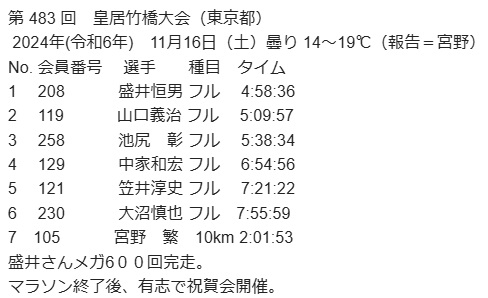 第 483 回　皇居竹橋大会（東京都）
2024年(令和6年)　11月16日（土）曇り 14～19℃（報告＝宮野）
No. 会員番号　選手　　種目　タイム
1　208　　　盛井恒男 フル　4:58:36
2　119　　　山口義治 フル　5:09:57
3　258　　　池尻　彰 フル　5:38:34
4　129　　　中家和宏 フル　6:54:56
5　121　　　笠井淳史 フル　7:21:22
6　230　　　大沼慎也 フル　7:55:59
7　105　　　宮野　繁　10km 2:01:53
盛井さんメガ6００回完走。
マラソン終了後、有志で祝賀会開催。